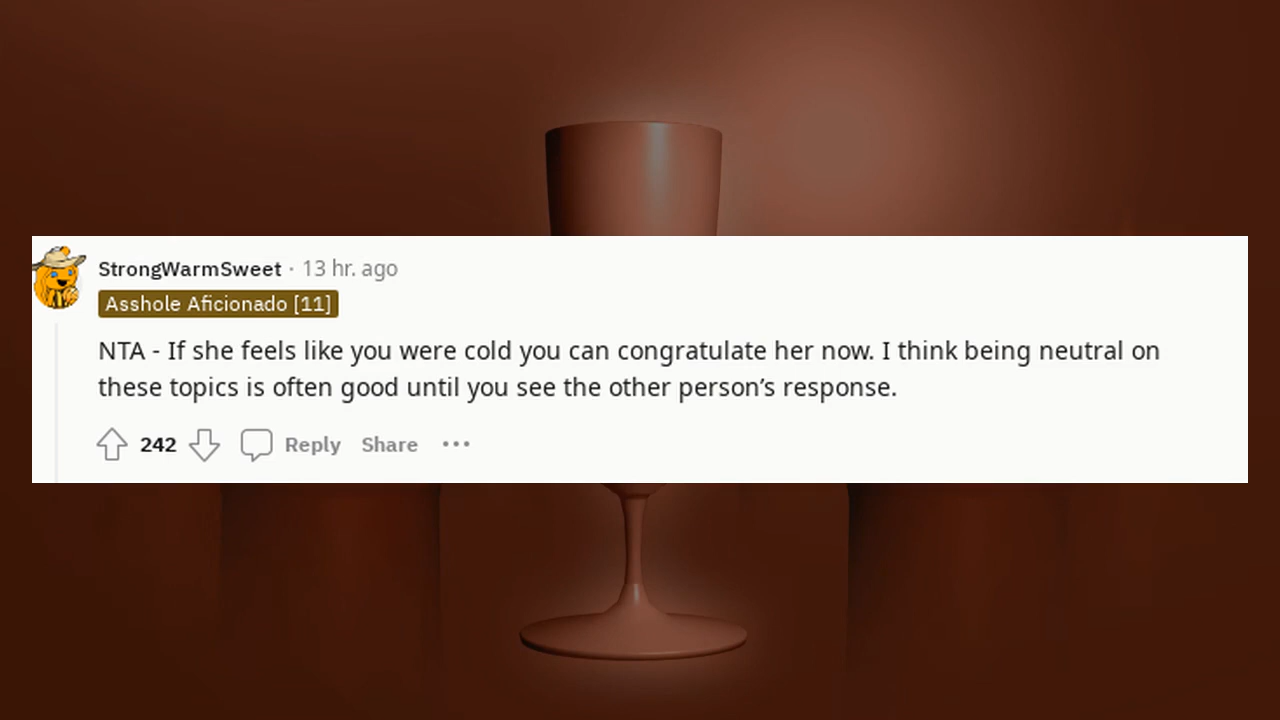 StrongWarmSweet · 13 hr. ago
Asshole Aficionado [11]
NTA - If she feels like you were cold you can congratulate her now. I think being neutral on
these topics is often good until you see the other person’s response.
242 Reply Share ···